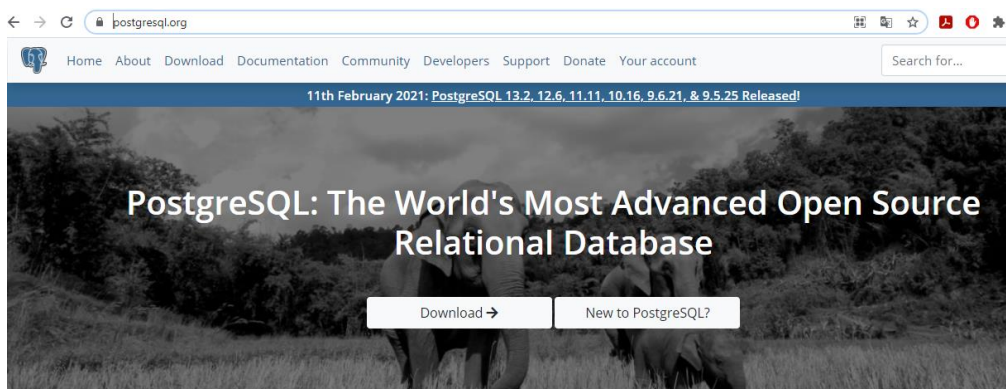 postgresql.org
Home About Download Documentation Community Developers Support Donate Your account
Search for...
11th February 2021: PostgreSQL 13.2, 12.6, 11.11, 10.16, 9.6.21, & 9.5.25 Released!
PostgreSQL: The World's Most Advanced Open Source
Relational Database
Download →
New to PostgreSQL?